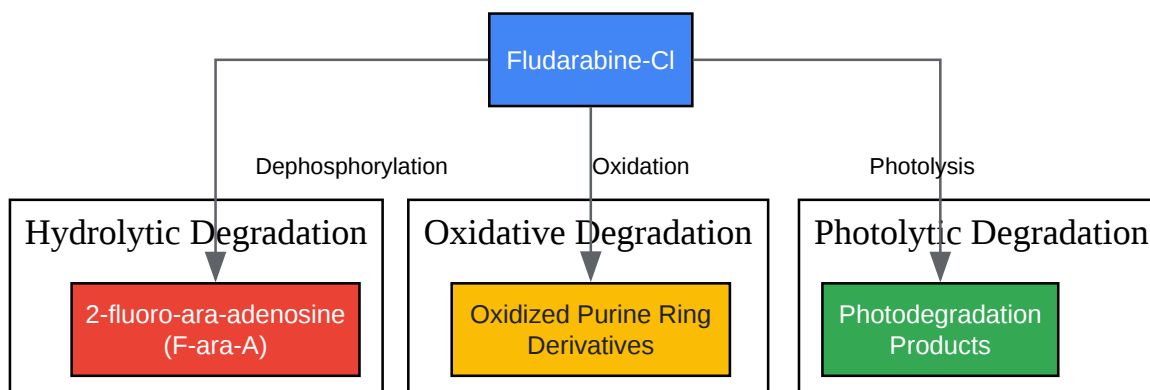 Fludarabine-Cl
Dephosphorylation
Oxidation
Photolysis
Hydrolytic Degradation
Oxidative Degradation
Photolytic Degradation
2-fluoro-ara-adenosine
(F-ara-A)
Oxidized Purine Ring
Derivatives
Photodegradation
Products